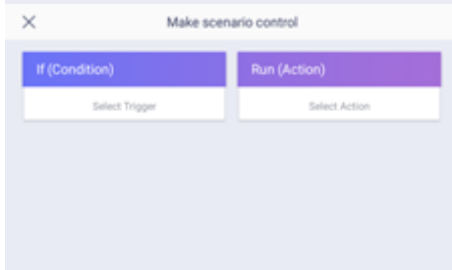 Make scenario control
If (Condition)
Run (Action)
Select Trigger
Select Action